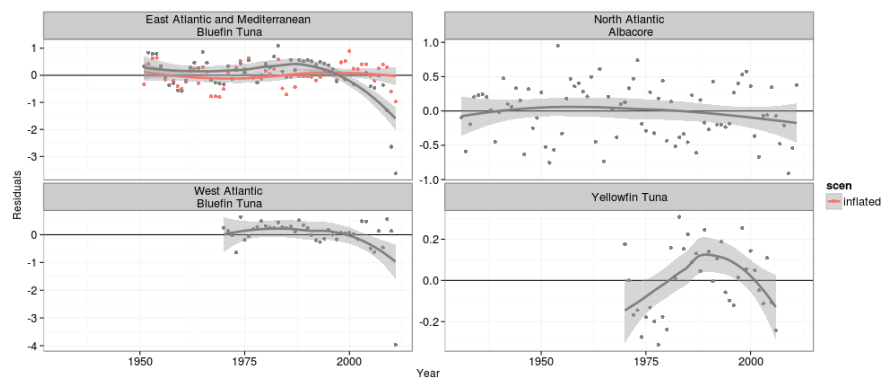 East Atlantic and Mediterranean
Bluefin Tuna
North Atlantic
Albacore
1
0
-1
-2
-3
1.0
0.5
0.0
-0.5
-1.0
Residuals
West Atlantic
Bluefin Tuna
Yellowfin Tuna
0
-1
-2
-3
-4
0.2
0.0
-0.2
scen
inflated
1950
1975
2000
1950
1975
2000
Year